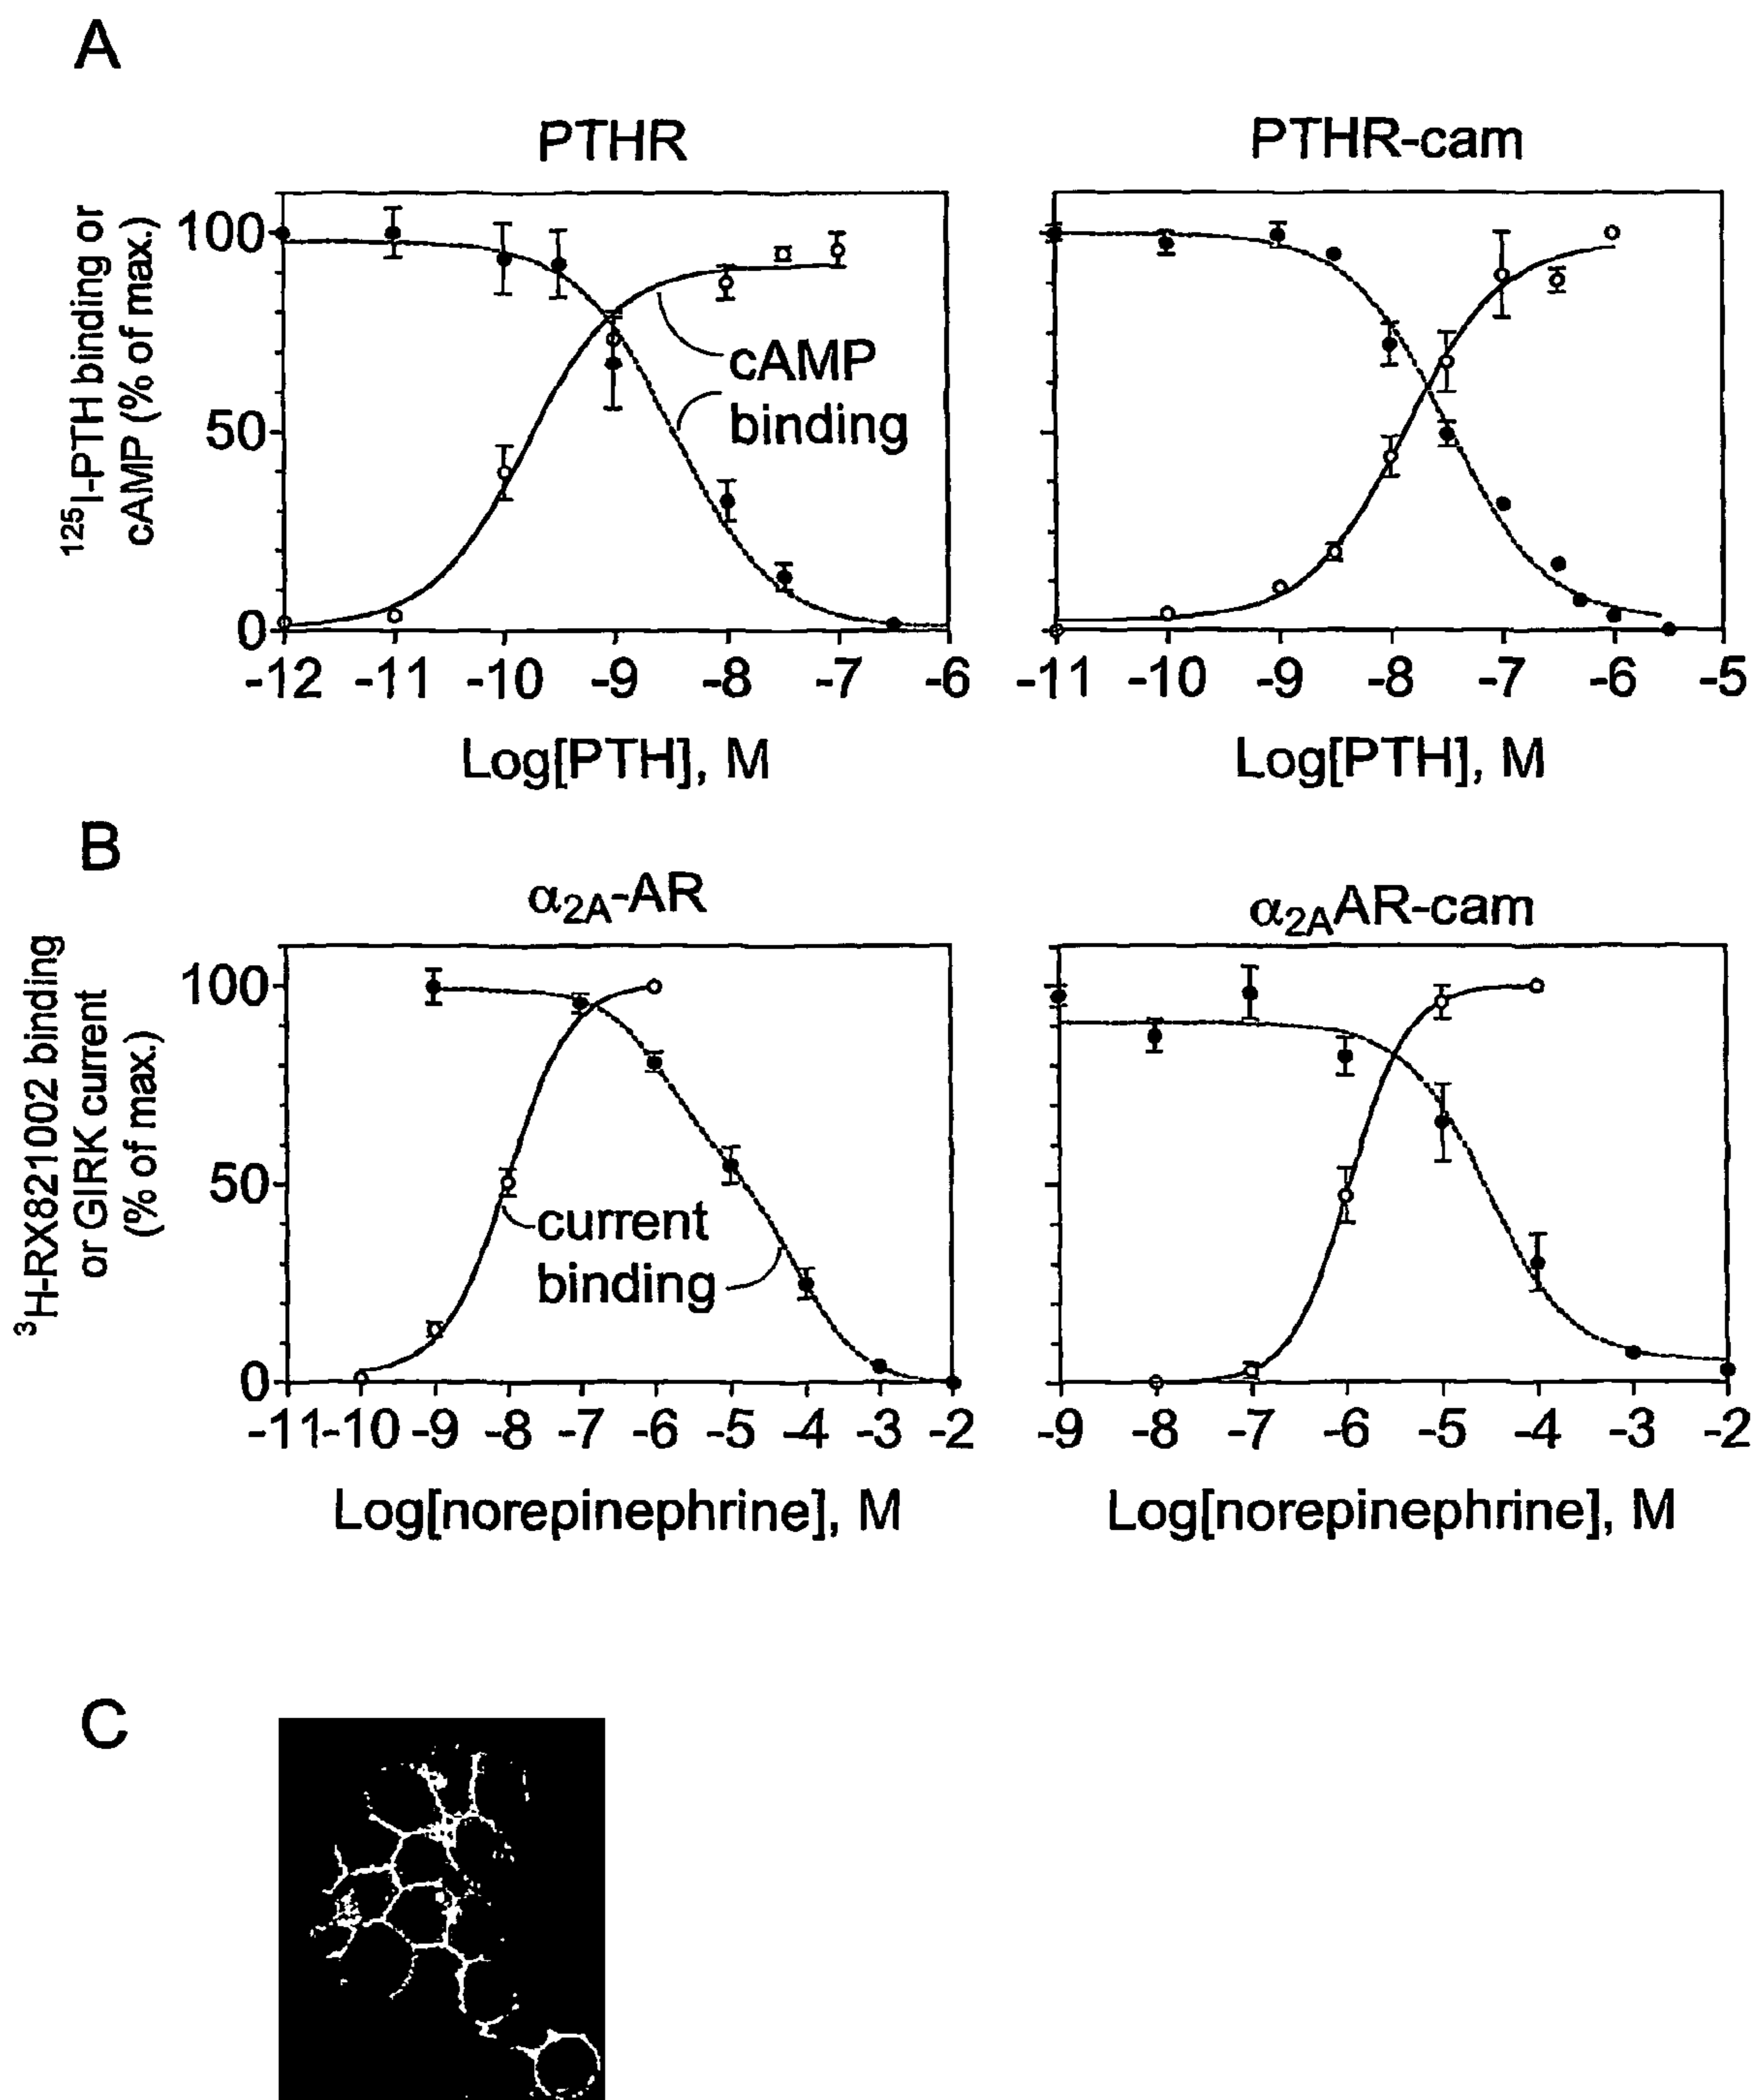 A
PTHR
PTHR-cam
¹²⁵I-PTH binding or
cAMP (% of max.)
100
50
0
cAMP
binding
-12 -11 -10 -9 -8 -7 -6
-11 -10 -9 -8 -7 -6 -5
Log[PTH], M
Log[PTH], M
B
α₂A-AR
α₂AAR-cam
³H-RX821002 binding
or GIRK current
(% of max.)
100
50
0
current
binding
-11-10 -9 -8 -7 -6 -5 -4 -3 -2
-9 -8 -7 -6 -5 -4 -3 -2
Log[norepinephrine], M
Log[norepinephrine], M
C